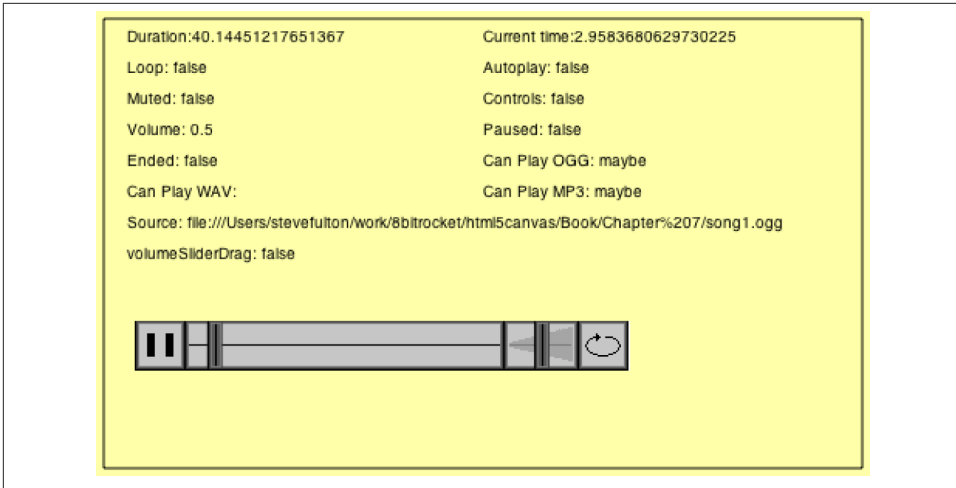 Duration:40.14451217651367 Current time:2.9583680629730225
Loop: false Autoplay: false
Muted: false Controls: false
Volume: 0.5 Paused: false
Ended: false Can Play OGG: maybe
Can Play WAV: Can Play MP3: maybe
Source: file:///Users/stevefulton/work/8bitrocket/html5canvas/Book/Chapter%207/song1.ogg
volumeSliderDrag: false